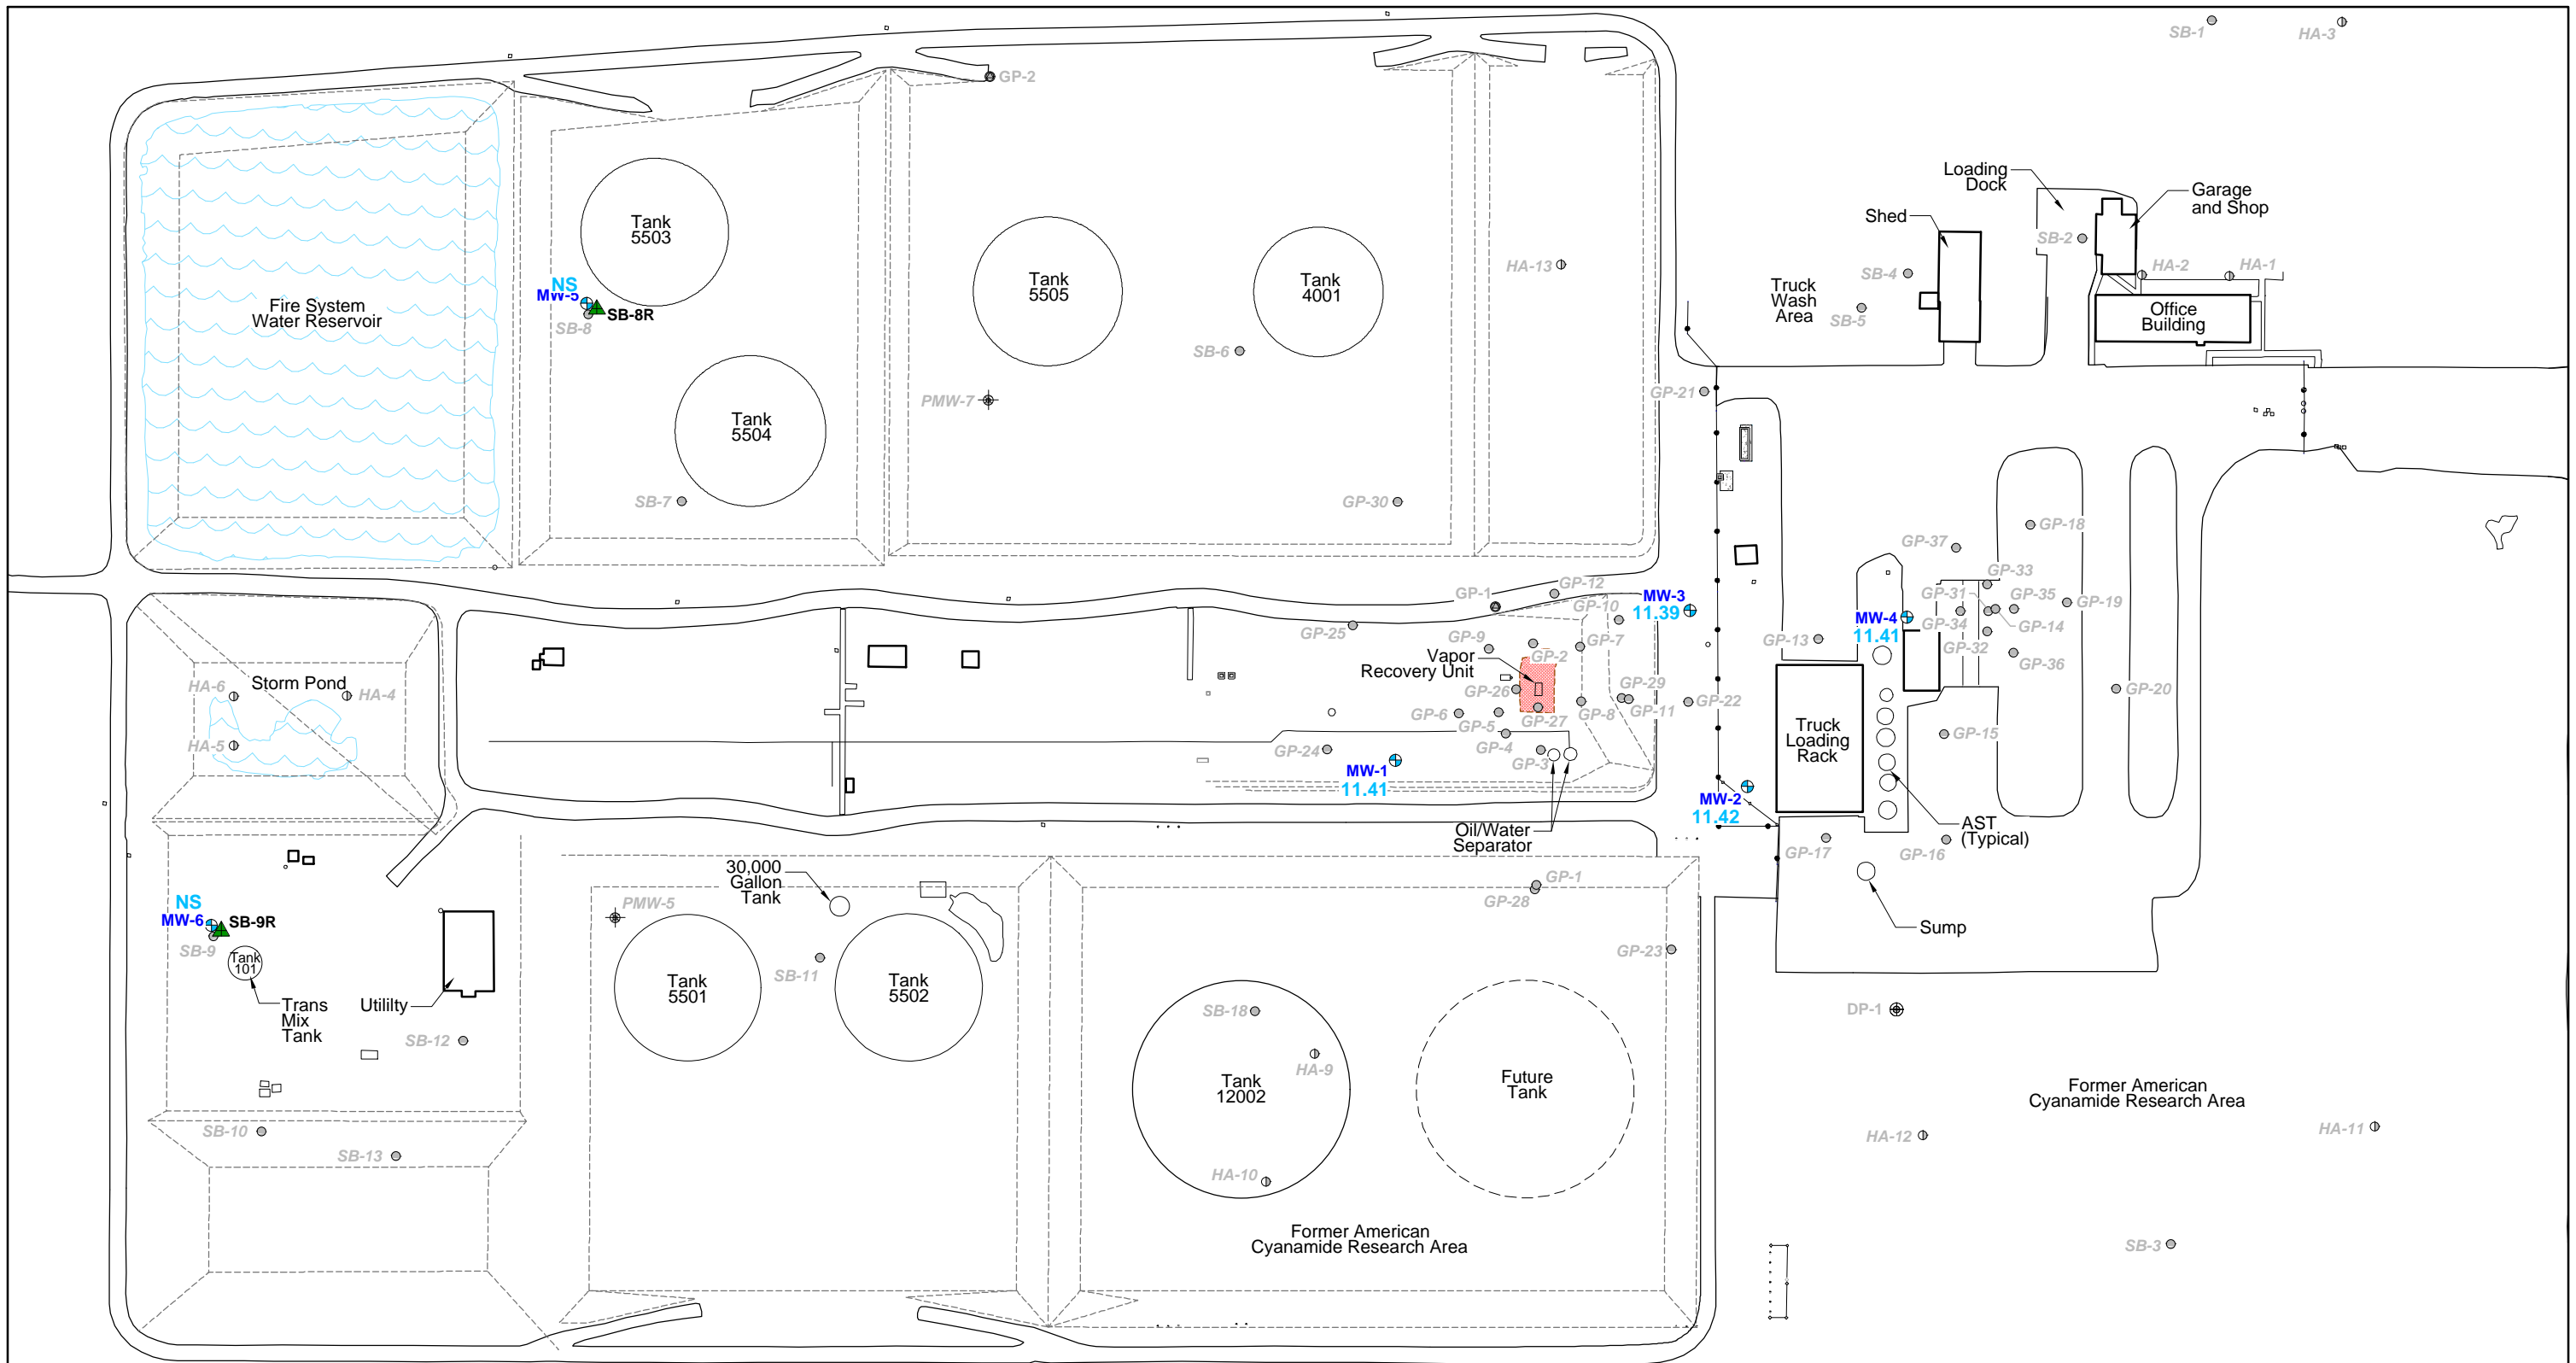 SB-1
HA-3
GP-2
Loading
Dock
Garage
and Shop
Shed
SB-2
Tank
5503
HA-13
SB-4
HA-2
HA-1
NS
MW-5
SB-8R
SB-8
Fire System
Water Reservoir
Tank
5505
Tank
4001
Truck
Wash
Area
SB-5
Office
Building
SB-6
PMW-7
GP-21
Tank
5504
SB-7
GP-30
GP-18
GP-37
GP-33
GP-12
GP-1
GP-10
MW-3
11.39
GP-31
GP-35
GP-19
MW-4
11.41
GP-34
GP-14
GP-25
GP-9
GP-7
GP-13
GP-32
GP-2
Vapor
Recovery Unit
GP-36
Storm Pond
HA-6
HA-4
GP-26
GP-29
GP-20
GP-6
GP-5
GP-27
GP-8
GP-11
GP-22
Truck
Loading
Rack
HA-5
GP-24
GP-4
GP-3
GP-15
MW-1
11.41
MW-2
11.42
Oil/Water
Separator
AST
(Typical)
GP-17
GP-16
30,000
Gallon
Tank
GP-1
GP-28
NS
MW-6
SB-9R
SB-9
PMW-5
Sump
Tank
101
SB-11
GP-23
Tank
5501
Tank
5502
Trans
Mix
Tank
Utililty
SB-18
DP-1
SB-12
HA-9
Tank
12002
Future
Tank
Former American
Cyanamide Research Area
SB-10
HA-12
HA-11
SB-13
HA-10
Former American
Cyanamide Research Area
SB-3